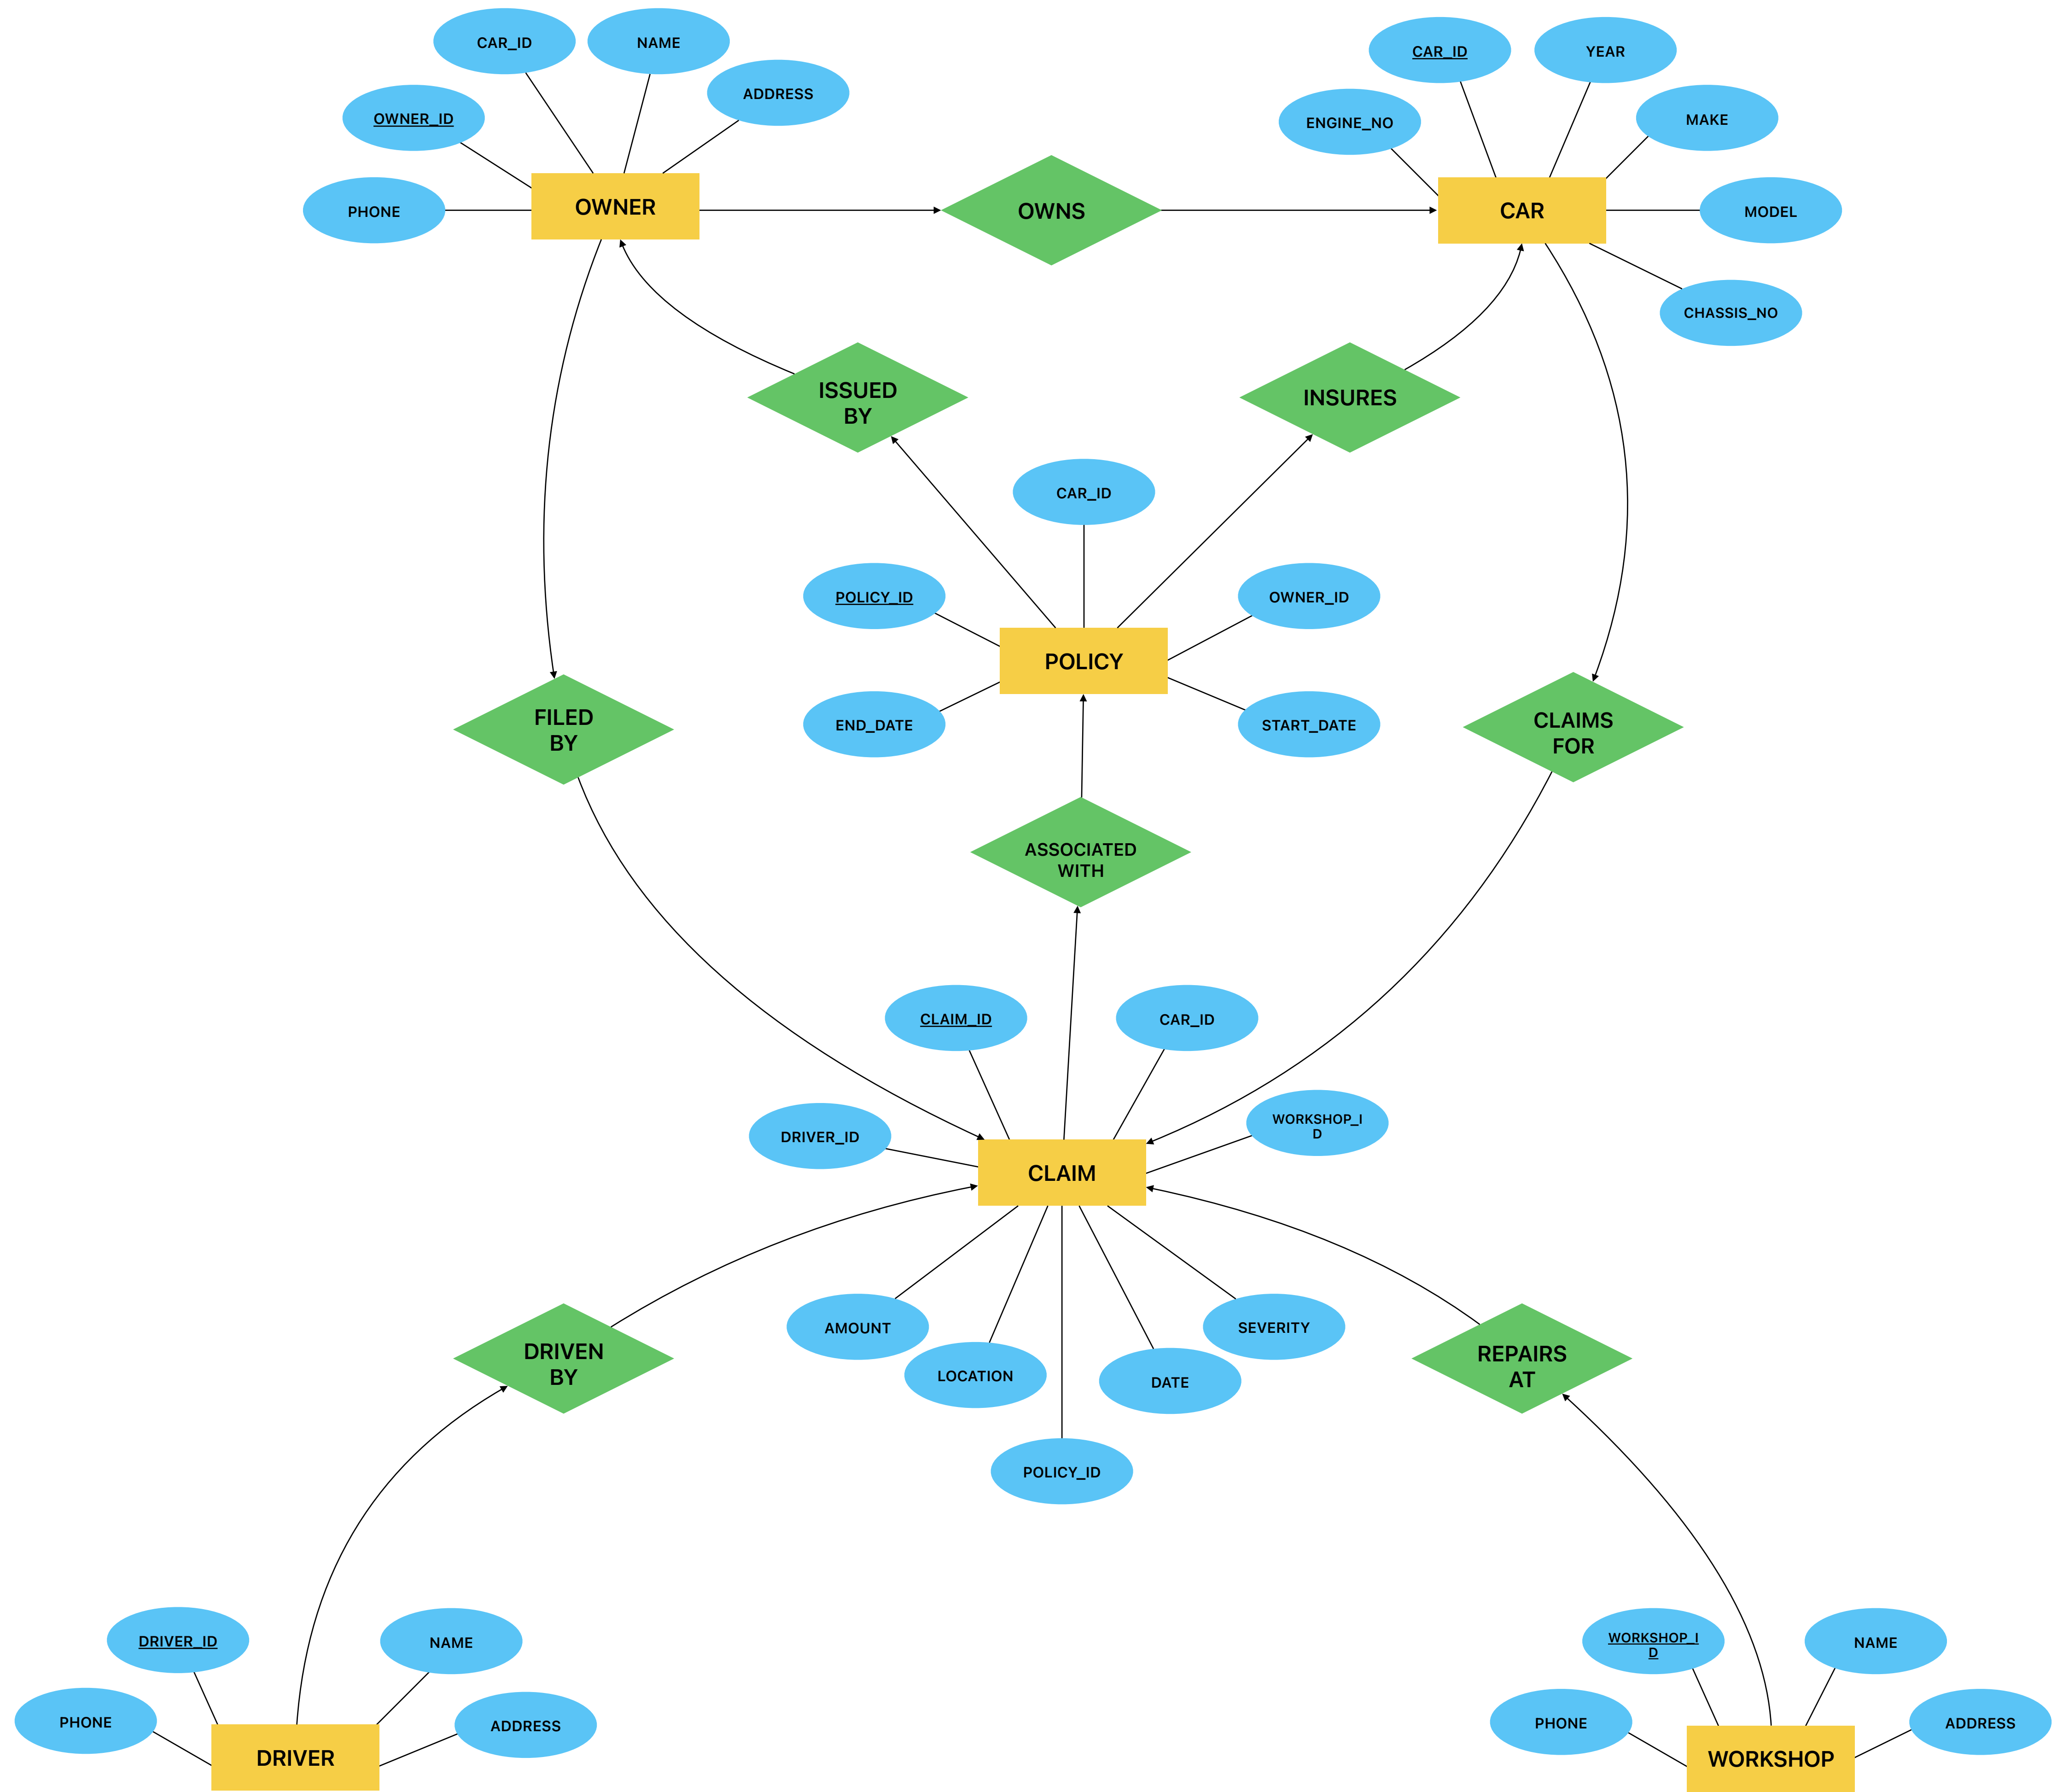 CAR_ID
NAME
CAR_ID
YEAR
ADDRESS
OWNER_ID
ENGINE_NO
MAKE
PHONE
OWNER
OWNS
CAR
MODEL
CHASSIS_NO
ISSUED
BY
INSURES
CAR_ID
POLICY_ID
OWNER_ID
POLICY
END_DATE
START_DATE
FILED
BY
CLAIMS
FOR
ASSOCIATED
WITH
CLAIM_ID
CAR_ID
DRIVER_ID
WORKSHOP_I
D
CLAIM
AMOUNT
SEVERITY
LOCATION
DATE
DRIVEN
BY
REPAIRS
AT
POLICY_ID
DRIVER_ID
NAME
WORKSHOP_I
D
NAME
PHONE
ADDRESS
PHONE
ADDRESS
DRIVER
WORKSHOP